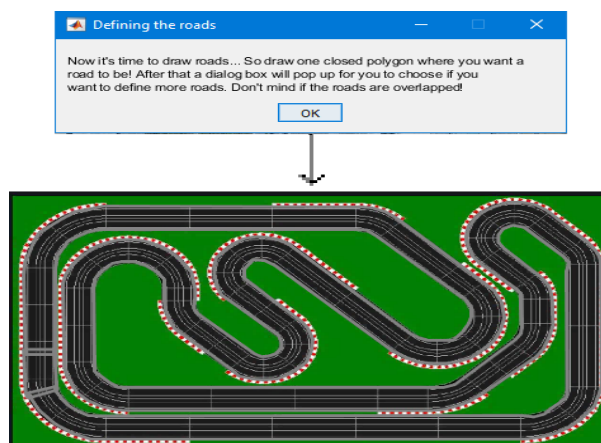 Defining the roads
Now it's time to draw roads... So draw one closed polygon where you want a
road to be! After that a dialog box will pop up for you to choose if you
want to define more roads. Don't mind if the roads are overlapped!
OK